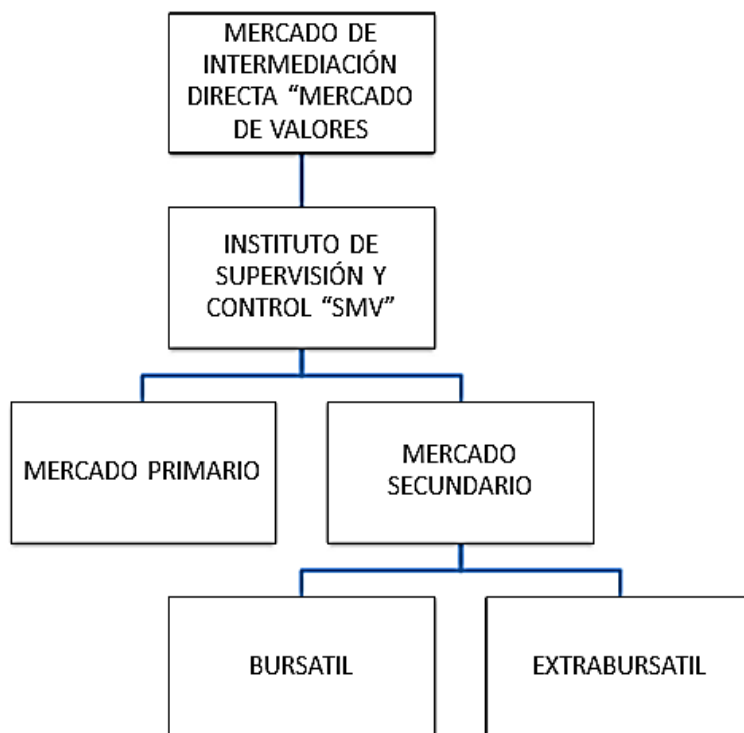 MERCADO DE
INTERMEDIACIÓN
DIRECTA “MERCADO
DE VALORES
INSTITUTO DE
SUPERVISIÓN Y
CONTROL “SMV”
MERCADO PRIMARIO
MERCADO
SECUNDARIO
BURSATIL
EXTRABURSATIL